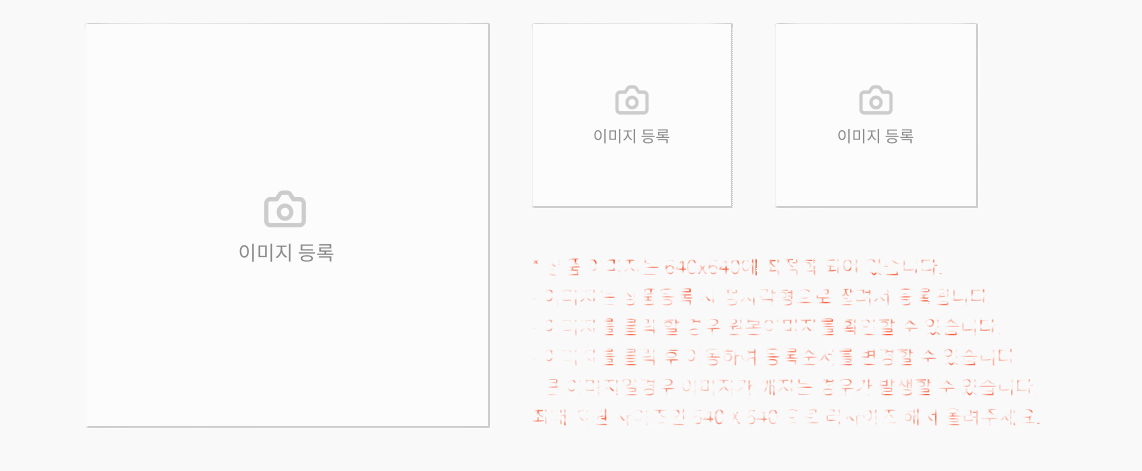 이미지 등록
이미지 등록
이미지 등록
* 상품이미지는 640x640에 최적화 되어 있습니다.
이미지는 상품등록 시 정사각형으로 잘려서 등록됩니다
이미지를 클릭 할 경우 원본이미지를 확인할 수 있습니다
이미지를 클릭 후 이동하여 등록순서를 변경할 수 있습니다
큰 이미지일경우 이미지가 깨지는 경우가 발생할 수 있습니다
최대 지원 사이즈인 640 X 640 으로 리사이즈 해서 올려주세요.